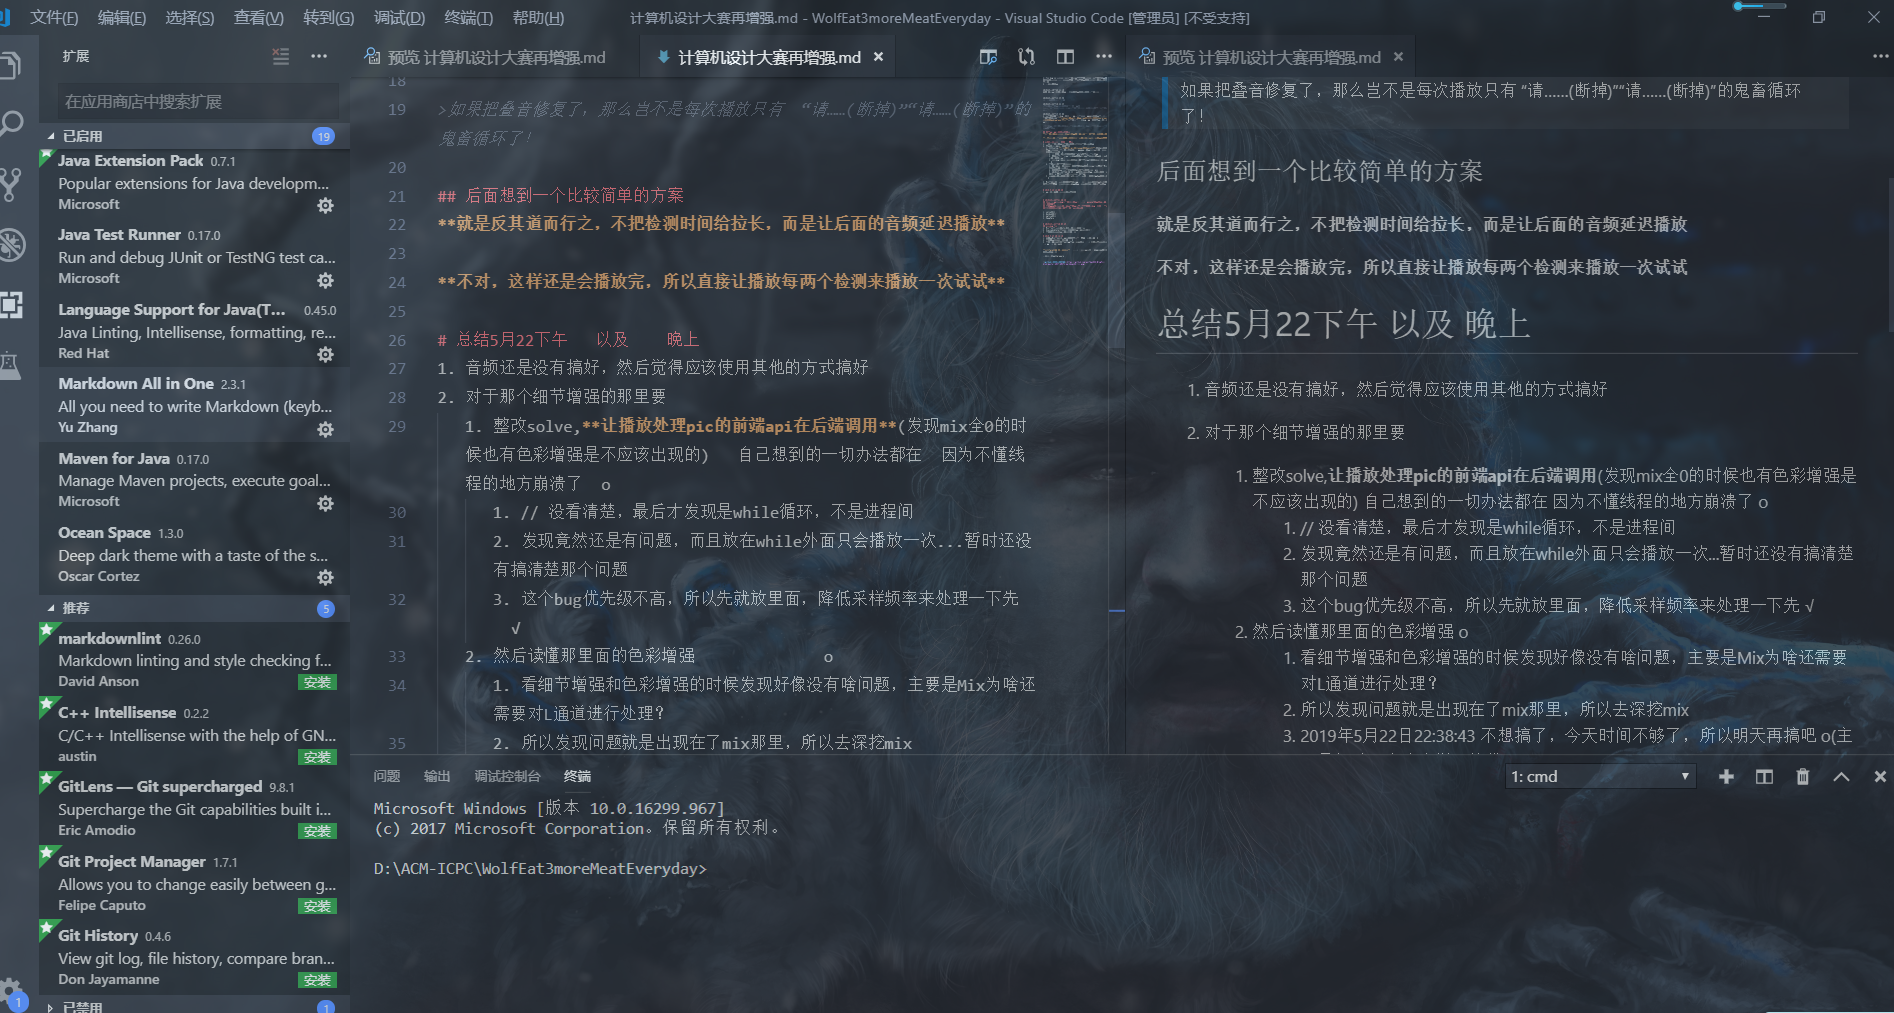 文件(F) 编辑(E) 选择(S) 查看(V) 转到(G) 调试(D) 终端(T) 帮助(H)
计算机设计大赛再增强.md - WolfEat3moreMeatEveryday - Visual Studio Code [管理员] [不受支持]
扩展
在应用商店中搜索扩展
已启用 19
Java Extension Pack 0.7.1
Popular extensions for Java developm...
Microsoft
Java Test Runner 0.17.0
Run and debug JUnit or TestNG test ca...
Microsoft
Language Support for Java(T... 0.45.0
Java Linting, Intellisense, formatting, re...
Red Hat
Markdown All in One 2.3.1
All you need to write Markdown (keyb...
Yu Zhang
Maven for Java 0.17.0
Manage Maven projects, execute goal...
Microsoft
Ocean Space 1.3.0
Deep dark theme with a taste of the s...
Oscar Cortez
推荐 5
markdownlint 0.26.0
Markdown linting and style checking f...
David Anson 安装
C++ Intellisense 0.2.2
C/C++ Intellisense with the help of GN...
austin 安装
GitLens — Git supercharged 9.8.1
Supercharge the Git capabilities built i...
Eric Amodio 安装
Git Project Manager 1.7.1
Allows you to change easily between g...
Felipe Caputo 安装
Git History 0.4.6
View git log, file history, compare bran...
Don Jayamanne 安装
已禁用 1
1
预览 计算机设计大赛再增强.md
计算机设计大赛再增强.md
18
19 >如果把叠音修复了，那么岂不是每次播放只有 “请……(断掉)”“请……(断掉)”的
鬼畜循环了！
20
21 ## 后面想到一个比较简单的方案
22 **就是反其道而行之，不把检测时间给拉长，而是让后面的音频延迟播放**
23
24 **不对，这样还是会播放完，所以直接让播放每两个检测来播放一次试试**
25
26 # 总结5月22下午 以及 晚上
27 1. 音频还是没有搞好，然后觉得应该使用其他的方式搞好
28 2. 对于那个细节增强的那里要
29 1. 整改solve,**让播放处理pic的前端api在后端调用**(发现mix全0的时
候也有色彩增强是不应该出现的) 自己想到的一切办法都在 因为不懂线
程的地方崩溃了 o
30 1. // 没看清楚，最后才发现是while循环，不是进程间
31 2. 发现竟然还是有问题，而且放在while外面只会播放一次...暂时还没
有搞清楚那个问题
32 3. 这个bug优先级不高，所以先就放里面，降低采样频率来处理一下先
√
33 2. 然后读懂那里面的色彩增强 o
34 1. 看细节增强和色彩增强的时候发现好像没有啥问题，主要是Mix为啥还
需要对L通道进行处理？
35 2. 所以发现问题就是出现在了mix那里，所以去深挖mix
预览 计算机设计大赛再增强.md
如果把叠音修复了，那么岂不是每次播放只有 “请……(断掉)”“请……(断掉)”的鬼畜循环
了！
后面想到一个比较简单的方案
就是反其道而行之，不把检测时间给拉长，而是让后面的音频延迟播放
不对，这样还是会播放完，所以直接让播放每两个检测来播放一次试试
总结5月22下午 以及 晚上
1. 音频还是没有搞好，然后觉得应该使用其他的方式搞好
2. 对于那个细节增强的那里要
1. 整改solve,让播放处理pic的前端api在后端调用(发现mix全0的时候也有色彩增强是
不应该出现的) 自己想到的一切办法都在 因为不懂线程的地方崩溃了 o
1. // 没看清楚，最后才发现是while循环，不是进程间
2. 发现竟然还是有问题，而且放在while外面只会播放一次...暂时还没有搞清楚
那个问题
3. 这个bug优先级不高，所以先就放里面，降低采样频率来处理一下先 √
2. 然后读懂那里面的色彩增强 o
1. 看细节增强和色彩增强的时候发现好像没有啥问题，主要是Mix为啥还需要
对L通道进行处理？
2. 所以发现问题就是出现在了mix那里，所以去深挖mix
3. 2019年5月22日22:38:43 不想搞了，今天时间不够了，所以明天再搞吧 o(主
问题 输出 调试控制台 终端
1: cmd
Microsoft Windows [版本 10.0.16299.967]
(c) 2017 Microsoft Corporation。保留所有权利。
D:\ACM-ICPC\WolfEat3moreMeatEveryday>